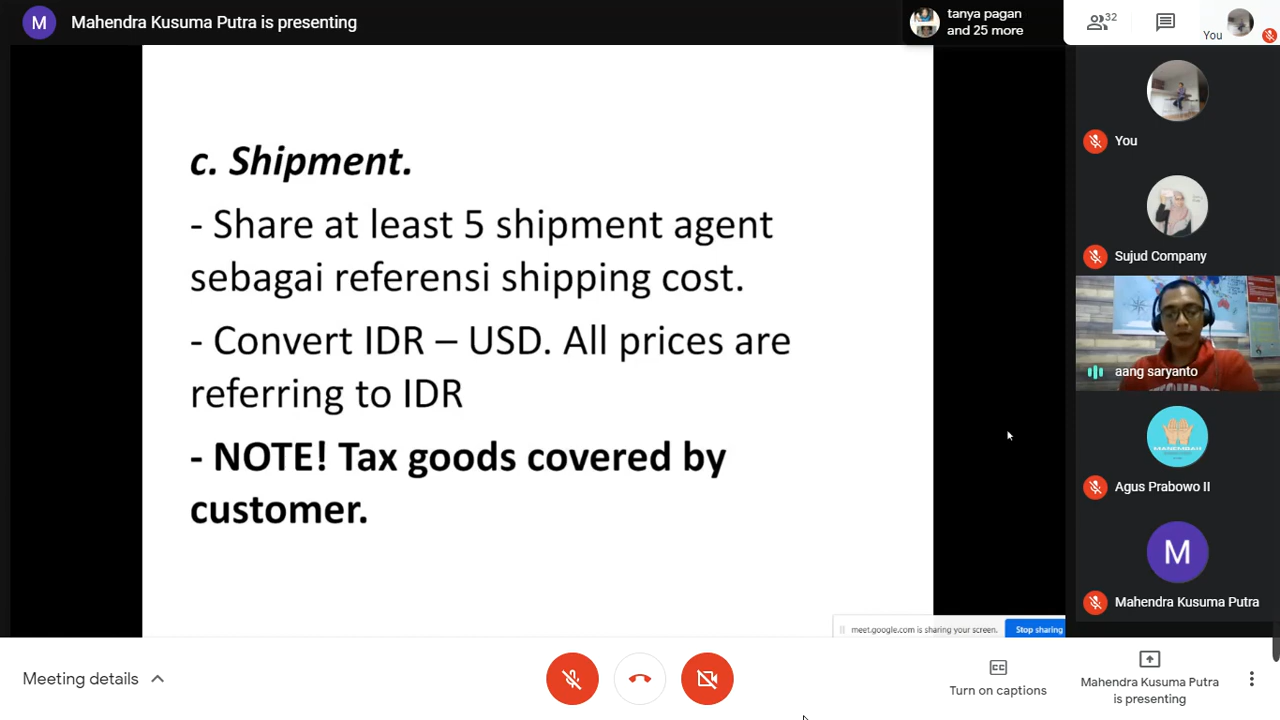 M
Mahendra Kusuma Putra is presenting
tanya pagan
and 25 more
32
You
c. Shipment.
- Share at least 5 shipment agent
sebagai referensi shipping cost.
- Convert IDR – USD. All prices are
referring to IDR
- NOTE! Tax goods covered by
customer.
You
Sujud Company
aang saryanto
Agus Prabowo II
M
Mahendra Kusuma Putra
meet.google.com is sharing your screen.
Stop sharing
Meeting details
CC
Turn on captions
Mahendra Kusuma Putra
is presenting